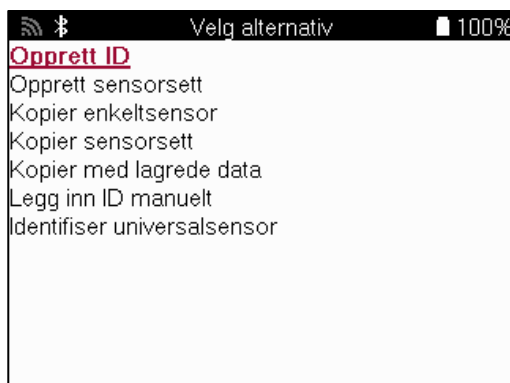 Velg alternativ 100%
Opprett ID
Opprett sensorsett
Kopier enkeltsensor
Kopier sensorsett
Kopier med lagrede data
Legg inn ID manuelt
Identifiser universalsensor